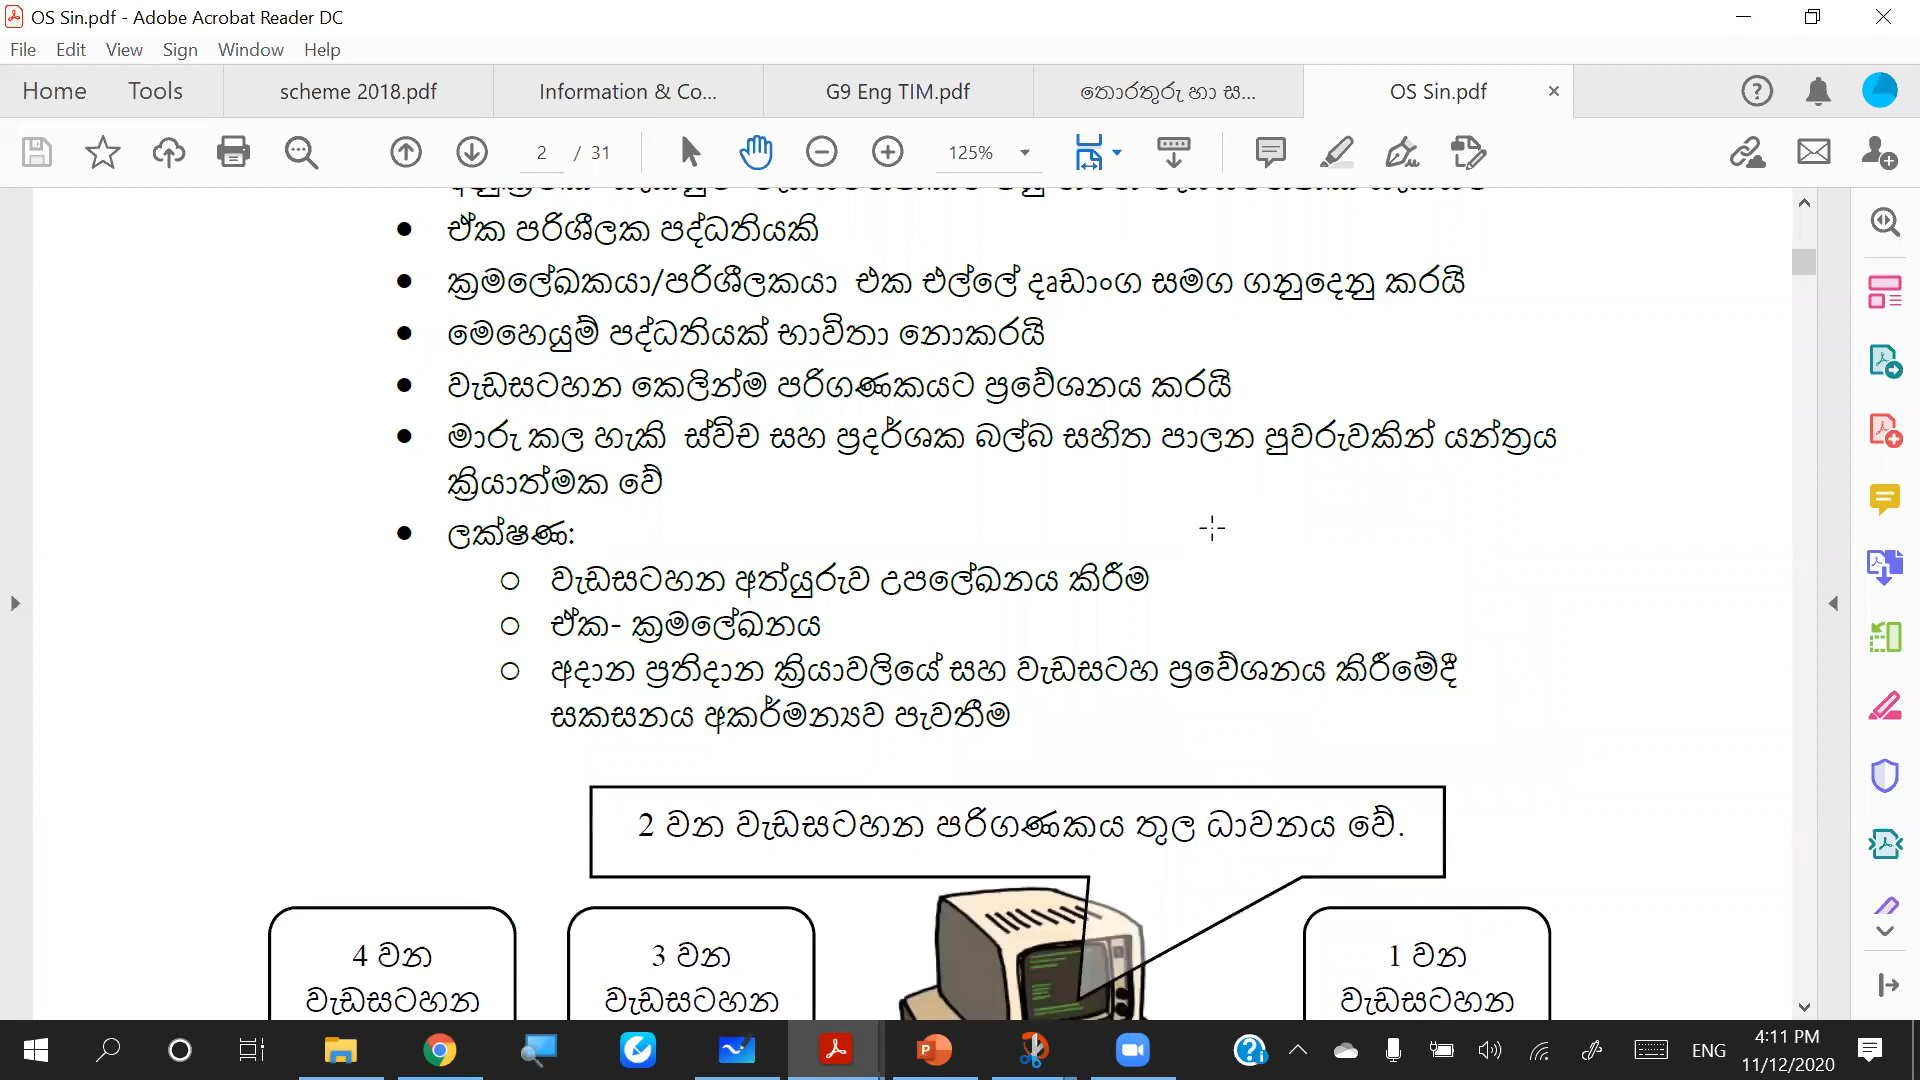 OS Sin.pdf - Adobe Acrobat Reader DC
File Edit View Sign Window Help
Home Tools scheme 2018.pdf Information & Co... G9 Eng TIM.pdf තොරතුරු හා ස... OS Sin.pdf
2 / 31 125%
ඒක පරිශීලක පද්ධතියකි
ක්‍රමලේඛකයා/පරිශීලකයා එක එල්ලේ දෘඩාංග සමග ගනුදෙනු කරයි
මෙහෙයුම් පද්ධතියක් භාවිතා නොකරයි
වැඩසටහන කෙලින්ම පරිගණකයට ප්‍රවේශනය කරයි
මාරු කල හැකි ස්විච සහ ප්‍රදර්ශක බල්බ සහිත පාලන පුවරුවකින් යන්ත්‍රය
ක්‍රියාත්මක වේ
ලක්ෂණ:
වැඩසටහන අත්යුරුව උපලේඛනය කිරීම
ඒක- ක්‍රමලේඛනය
අදාන ප්‍රතිදාන ක්‍රියාවලියේ සහ වැඩසටහ ප්‍රවේශනය කිරීමේදී
සකසනය අකර්මන්‍යව පැවතීම
2 වන වැඩසටහන පරිගණකය තුල ධාවනය වේ.
4 වන
වැඩසටහන
3 වන
වැඩසටහන
1 වන
වැඩසටහන
ENG
4:11 PM
11/12/2020